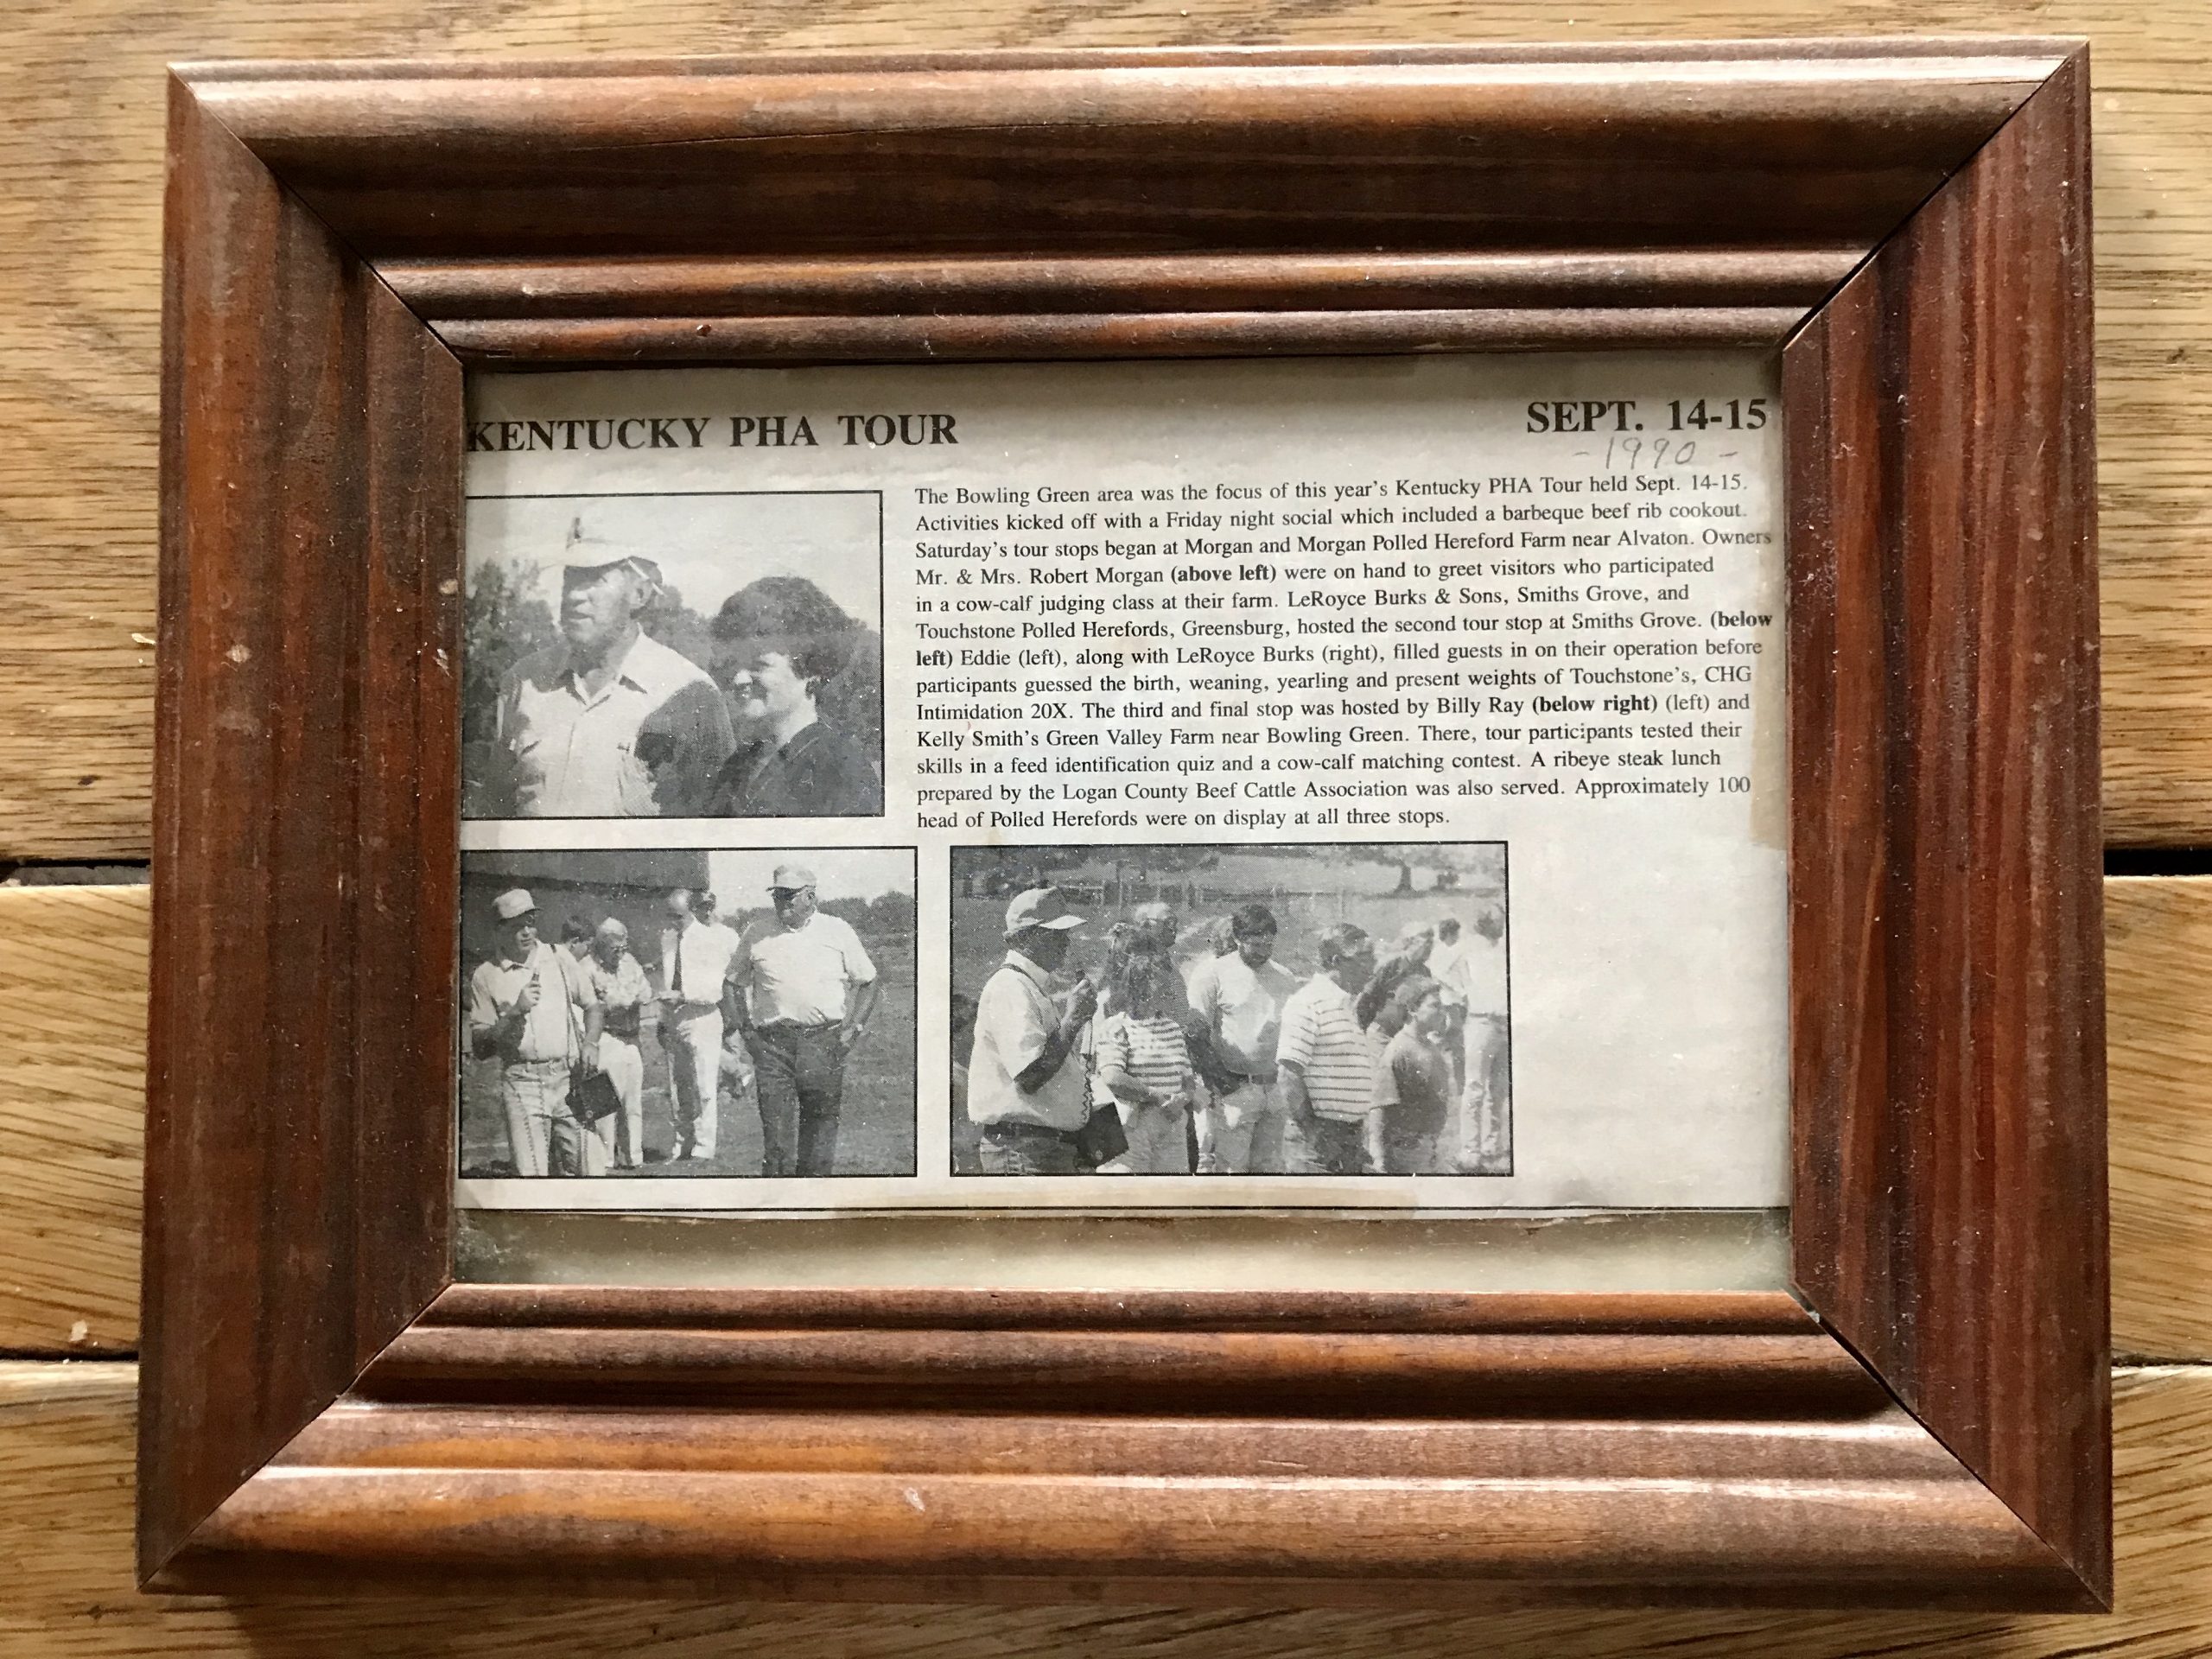 KENTUCKY PHA TOUR
SEPT. 14-15
-1990-
The Bowling Green area was the focus of this year's Kentucky PHA Tour held Sept. 14-15.
Activities kicked off with a Friday night social which included a barbeque beef rib cookout.
Saturday's tour stops began at Morgan and Morgan Polled Hereford Farm near Alvaton. Owners
Mr. & Mrs. Robert Morgan (above left) were on hand to greet visitors who participated
in a cow-calf judging class at their farm. LeRoyce Burks & Sons, Smiths Grove, and
Touchstone Polled Herefords, Greensburg, hosted the second tour stop at Smiths Grove. (below
left) Eddie (left), along with LeRoyce Burks (right), filled guests in on their operation before
participants guessed the birth, weaning, yearling and present weights of Touchstone's, CHG
Intimidation 20X. The third and final stop was hosted by Billy Ray (below right) (left) and
Kelly Smith's Green Valley Farm near Bowling Green. There, tour participants tested their
skills in a feed identification quiz and a cow-calf matching contest. A ribeye steak lunch
prepared by the Logan County Beef Cattle Association was also served. Approximately 100
head of Polled Herefords were on display at all three stops.